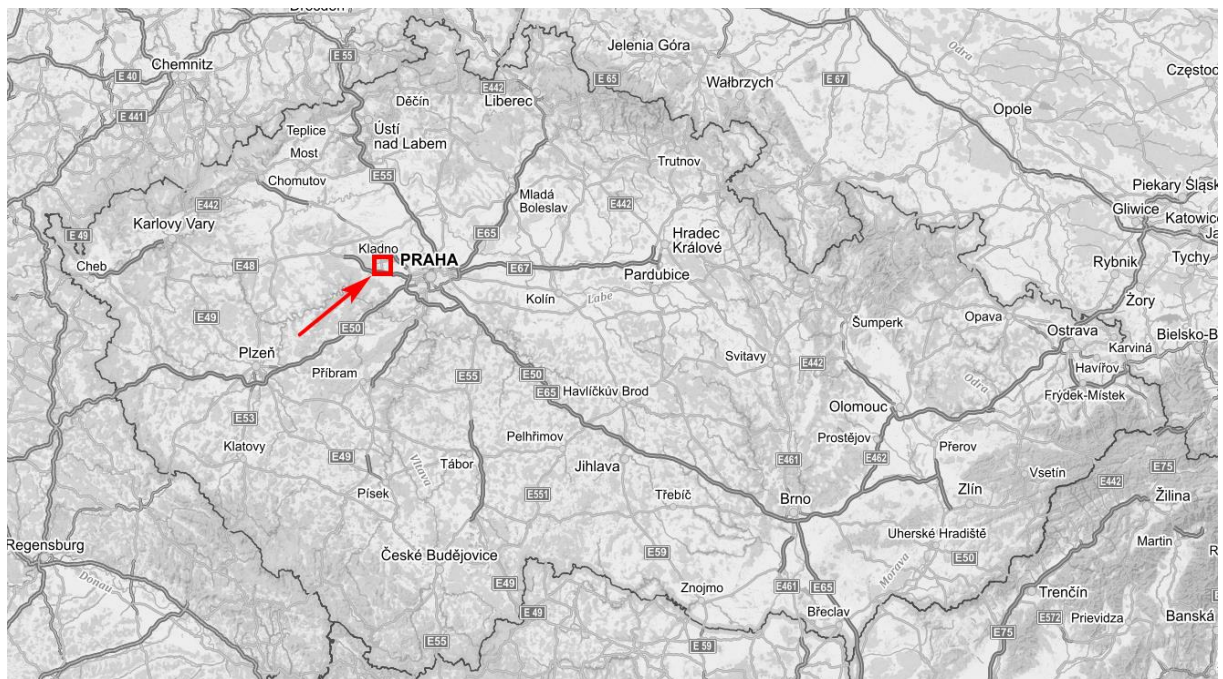 Dresden
Jelenia Góra
Odra
E 55
Chemnitz
E 40
E 65
E 67
Częstoc
Wałbrzych
E442
Děčín
Liberec
E 441
Opole
Teplice
Ústí
nad Labem
Most
Trutnov
Chomutov
E55
Piekary Śląsk
E442
Mladá
Boleslav
E442
Gliwice
Katowice
Karlovy Vary
E 49
E65
Hradec
Králové
Ja
Kladno
PRAHA
Cheb
E48
E67
Pardubice
Rybnik
Tychy
Kolín
Labe
Żory
E49
E50
Šumperk
Opava
Ostrava
Bielsko-B
Plzeň
Svitavy
E442
Karviná
Příbram
E55
E50
Odra
Havířov
E65
Havlíčkův Brod
Frýdek-Místek
E53
Olomouc
Klatovy
Pelhřimov
Prostějov
Přerov
E49
Vltava
Tábor
Jihlava
E461
E462
Vsetín
E75
E442
Písek
E551
Třebíč
Brno
Zlín
Žilina
Uherské Hradiště
Martin
Regensburg
České Budějovice
E59
E50
R
Donau
E49
Znojmo
E461
E65
Morava
Trenčín
E 49
Břeclav
E572
Prievidza
Banská
E55
E 59
E75